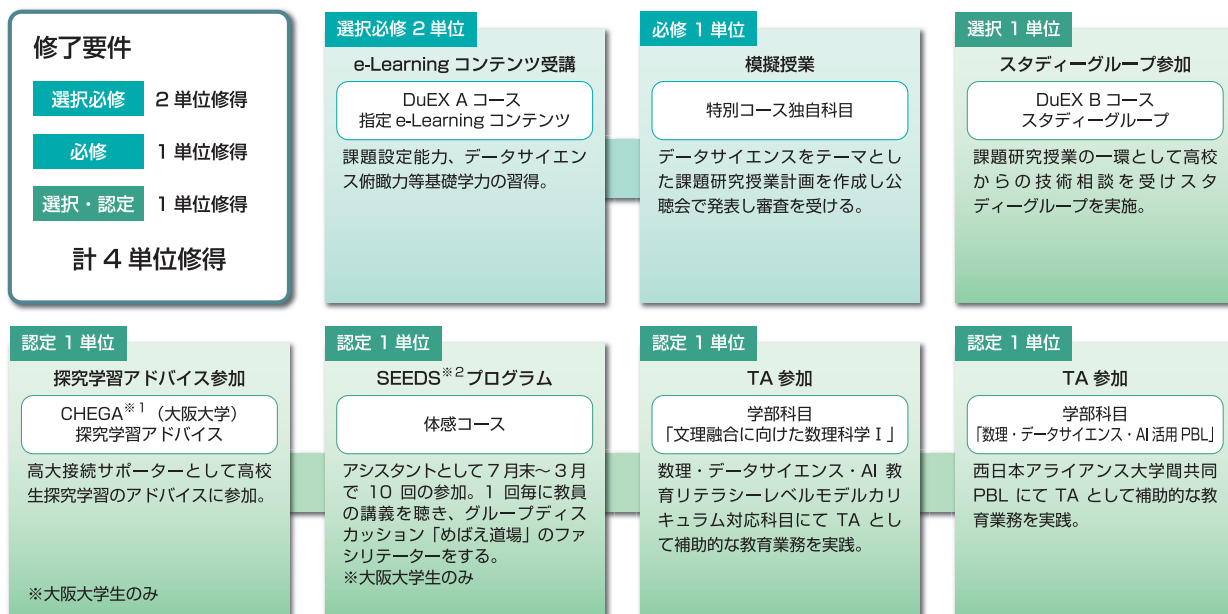 修了要件
選択必修 2単位修得
必修 1単位修得
選択・認定 1単位修得
計4単位修得
選択必修 2単位
e-Learning コンテンツ受講
DuEX A コース
指定 e-Learning コンテンツ
課題設定能力、データサイエン
ス俯瞰力等基礎学力の習得。
必修 1単位
模擬授業
特別コース独自科目
データサイエンスをテーマとし
た課題研究授業計画を作成し公
聴会で発表し審査を受ける。
選択 1単位
スタディーグループ参加
DuEX B コース
スタディーグループ
課題研究授業の一環として高校
からの技術相談を受けスタ
ディーグループを実施。
認定 1単位
探究学習アドバイス参加
CHEGA※1（大阪大学）
探究学習アドバイス
高大接続サポーターとして高校
生探究学習のアドバイスに参加。
※大阪大学生のみ
認定 1単位
SEEDS※2プログラム
体感コース
アシスタントとして7月末～3月
で10回の参加。1回毎に教員
の講義を聴き、グループディス
カッション「めばえ道場」のファ
シリテーターをする。
※大阪大学生のみ
認定 1単位
TA 参加
学部科目
「文理融合に向けた数理科学Ⅰ」
数理・データサイエンス・AI 教
育リテラシーレベルモデルカリ
キュラム対応科目にて TA とし
て補助的な教育業務を実践。
認定 1単位
TA 参加
学部科目
「数理・データサイエンス・AI活用PBL」
西日本アライアンス大学間共同
PBL にて TA として補助的な教
育業務を実践。